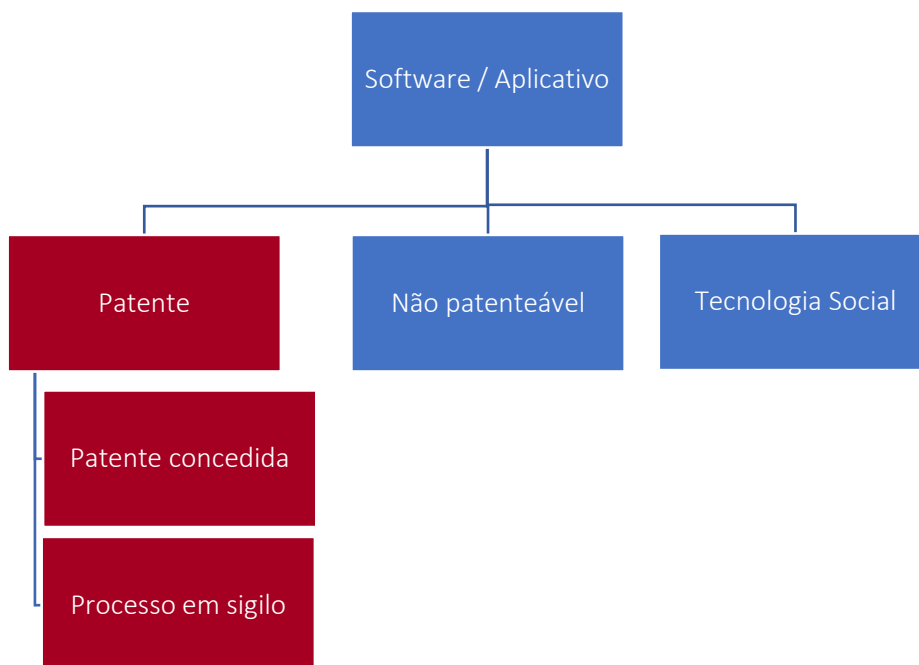 Software / Aplicativo
Patente
Não patenteável
Tecnologia Social
Patente concedida
Processo em sigilo